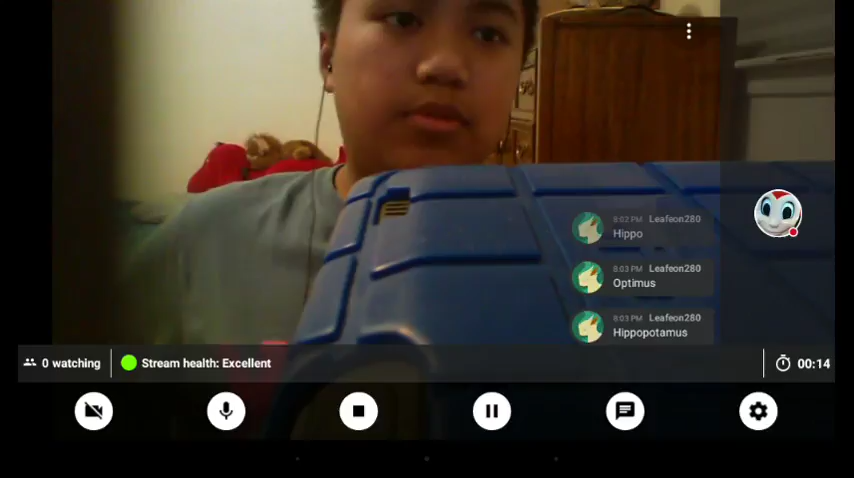 8:02 PM Leafeon280
Hippo
8:03 PM Leafeon280
Optimus
8:03 PM Leafeon280
Hippopotamus
0 watching
Stream health: Excellent
00:14